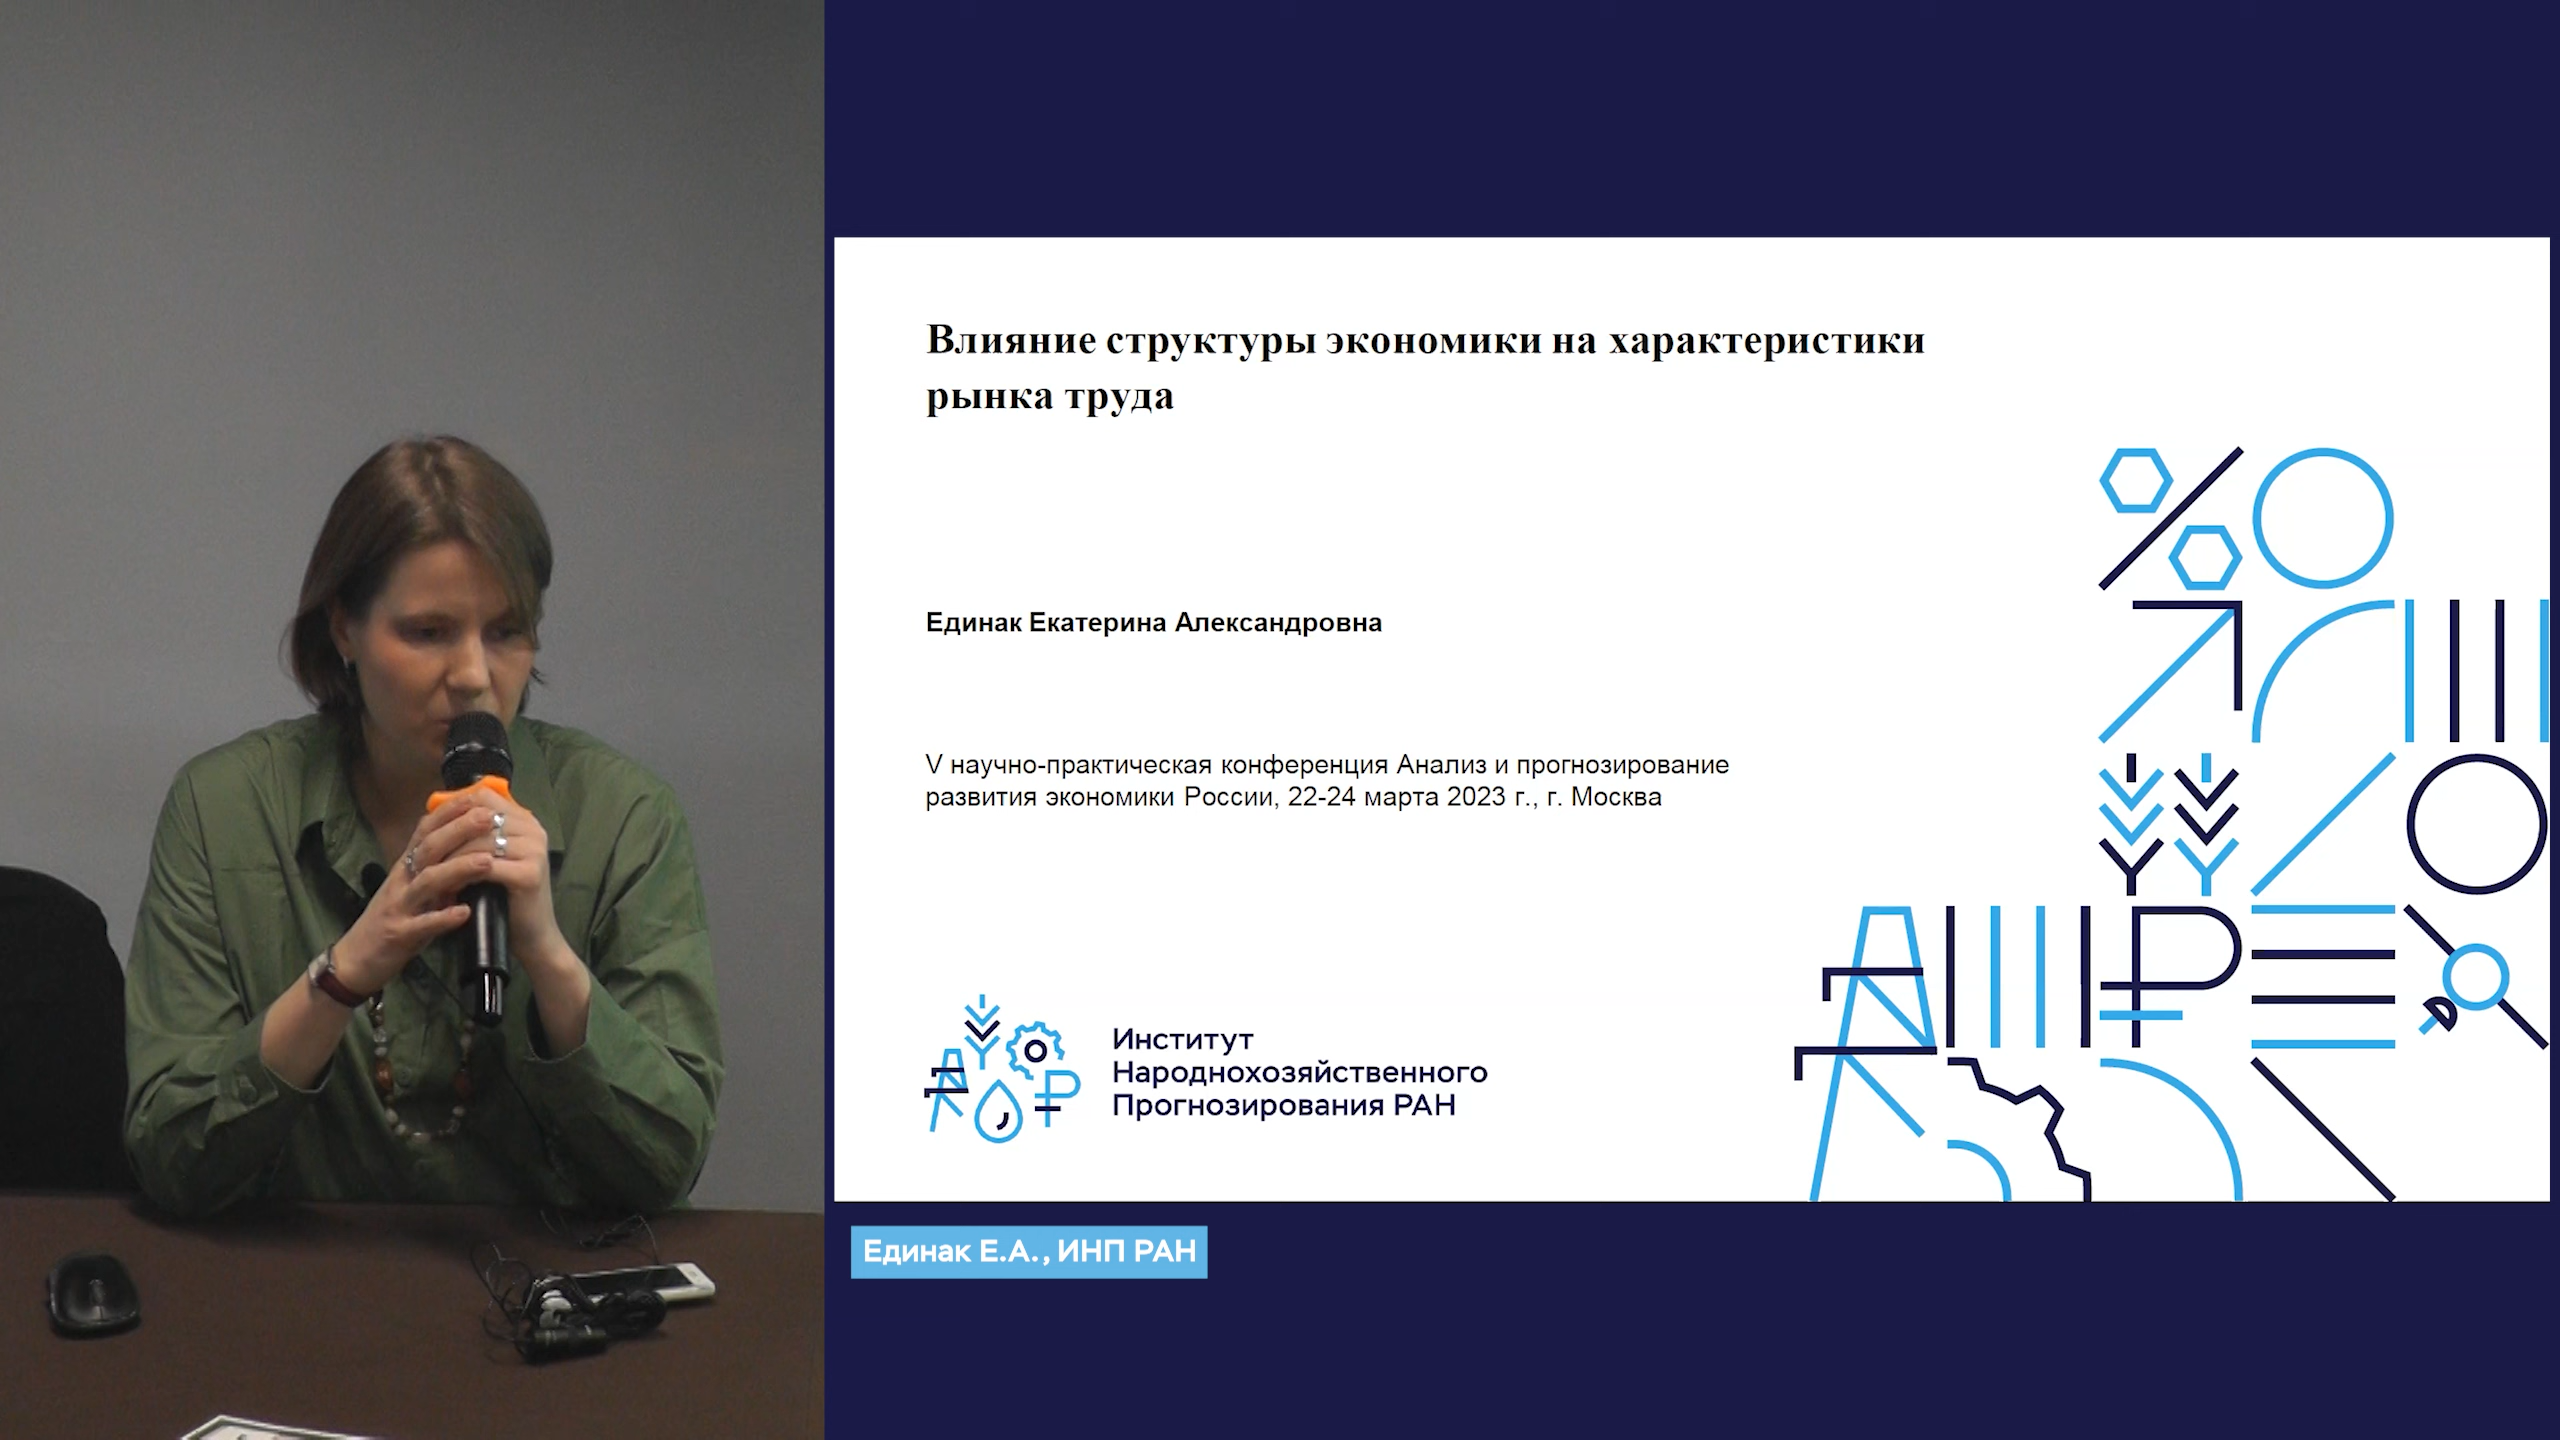 Влияние структуры экономики на характеристики
рынка труда
Единак Екатерина Александровна
V научно-практическая конференция Анализ и прогнозирование
развития экономики России, 22-24 марта 2023 г., г. Москва
Институт
Народнохозяйственного
Прогнозирования РАН
Единак Е.А., ИНП РАН